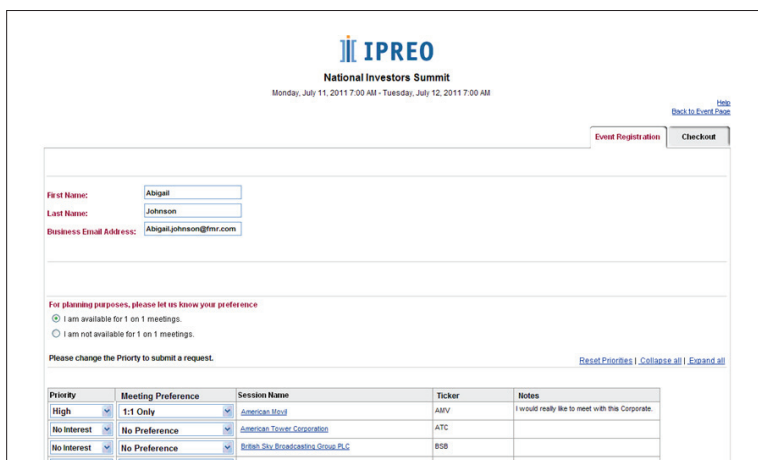 IPREO
National Investors Summit
Monday, July 11, 2011 7:00 AM - Tuesday, July 12, 2011 7:00 AM
Help
Back to Event Page
Event Registration Checkout
First Name: Abigail
Last Name: Johnson
Business Email Address: Abigail.johnson@fmr.com
For planning purposes, please let us know your preference
I am available for 1 on 1 meetings.
I am not available for 1 on 1 meetings.
Please change the Priorty to submit a request.
Reset Priorities | Collapse all | Expand all
Priority Meeting Preference Session Name Ticker Notes
High 1:1 Only American Movil AMV I would really like to meet with this Corporate.
No Interest No Preference American Tower Corporation ATC
No Interest No Preference British Sky Broadcasting Group PLC BSB